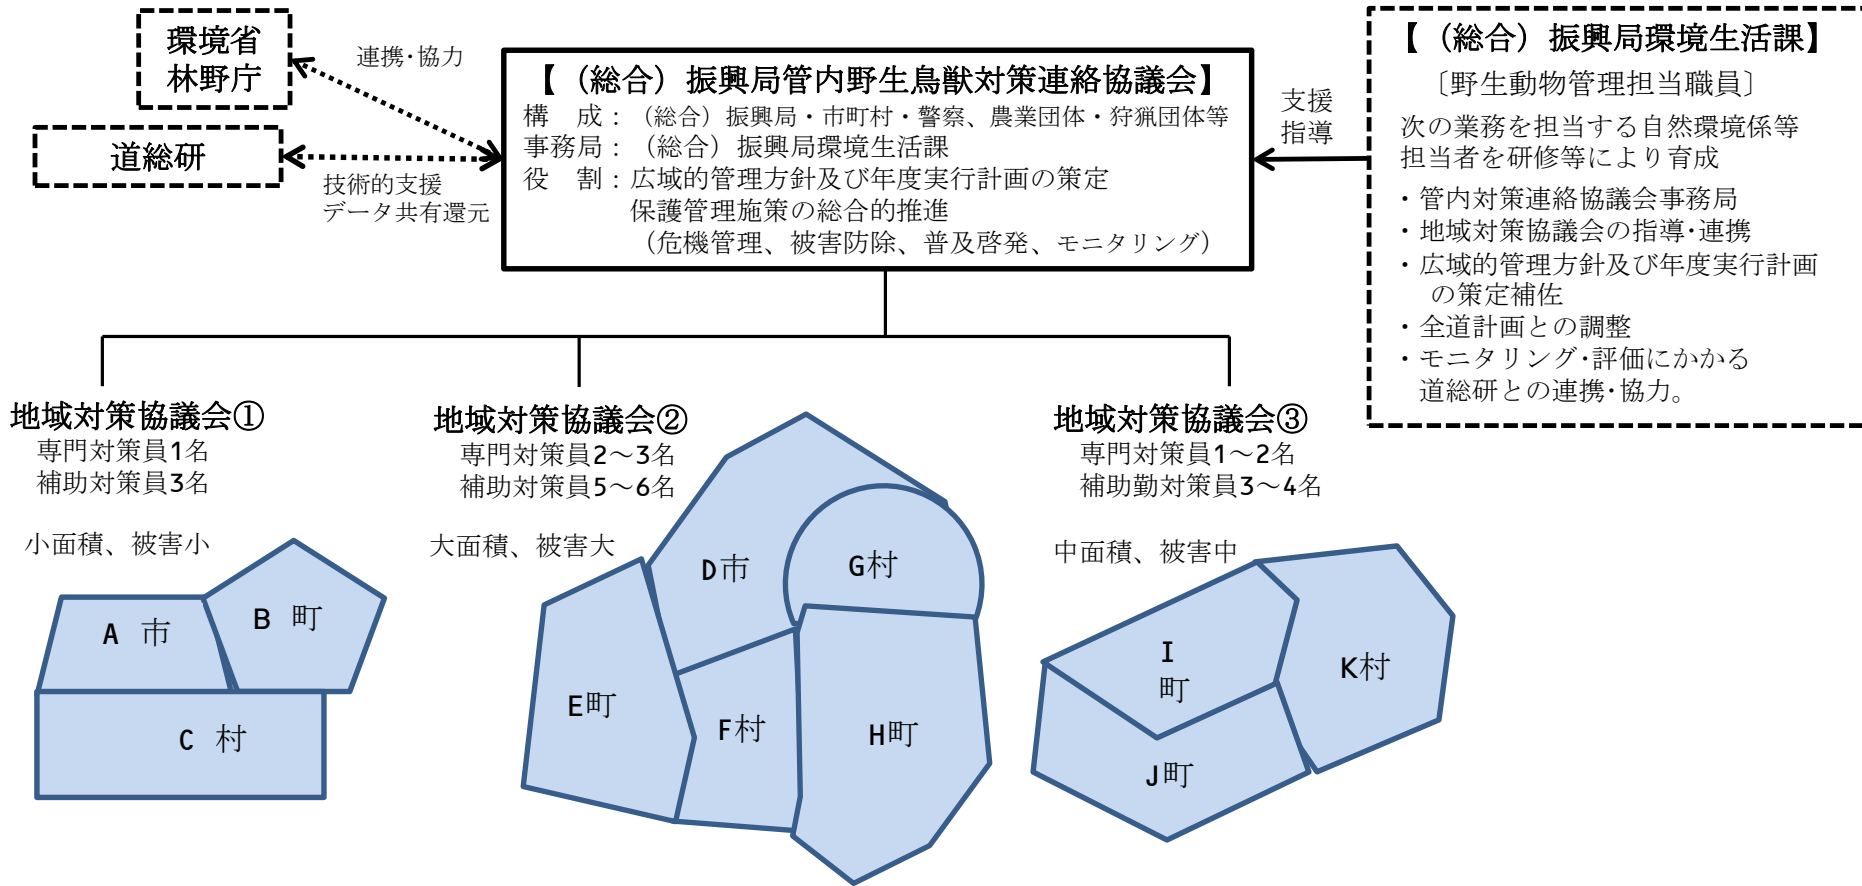 環境省
林野庁
連携・協力
道総研
技術的支援
データ共有還元
【（総合）振興局管内野生鳥獣対策連絡協議会】
構　成：（総合）振興局・市町村・警察、農業団体・狩猟団体等
事務局：（総合）振興局環境生活課
役　割：広域的管理方針及び年度実行計画の策定
保護管理施策の総合的推進
（危機管理、被害防除、普及啓発、モニタリング）
支援
指導
【（総合）振興局環境生活課】
〔野生動物管理担当職員〕
次の業務を担当する自然環境係等
担当者を研修等により育成
・管内対策連絡協議会事務局
・地域対策協議会の指導・連携
・広域的管理方針及び年度実行計画
の策定補佐
・全道計画との調整
・モニタリング・評価にかかる
道総研との連携・協力。
地域対策協議会①
専門対策員1名
補助対策員3名
小面積、被害小
A 市
B 町
C 村
地域対策協議会②
専門対策員2～3名
補助対策員5～6名
大面積、被害大
D市
G村
E町
F村
H町
地域対策協議会③
専門対策員1～2名
補助勤対策員3～4名
中面積、被害中
I
町
K村
J町